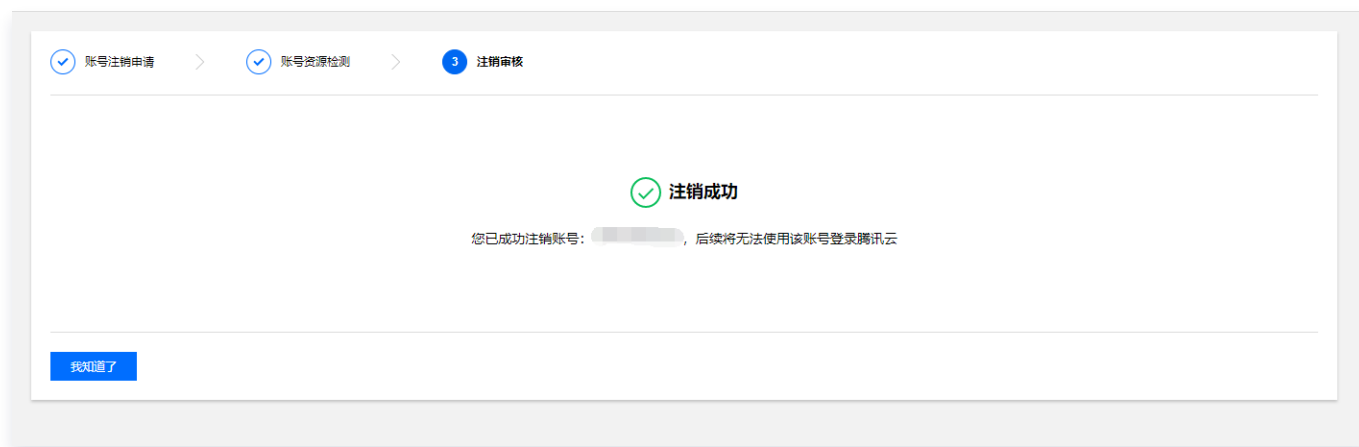 账号注销申请
账号资源检测
3 注销审核
注销成功
您已成功注销账号： ，后续将无法使用该账号登录腾讯云
我知道了